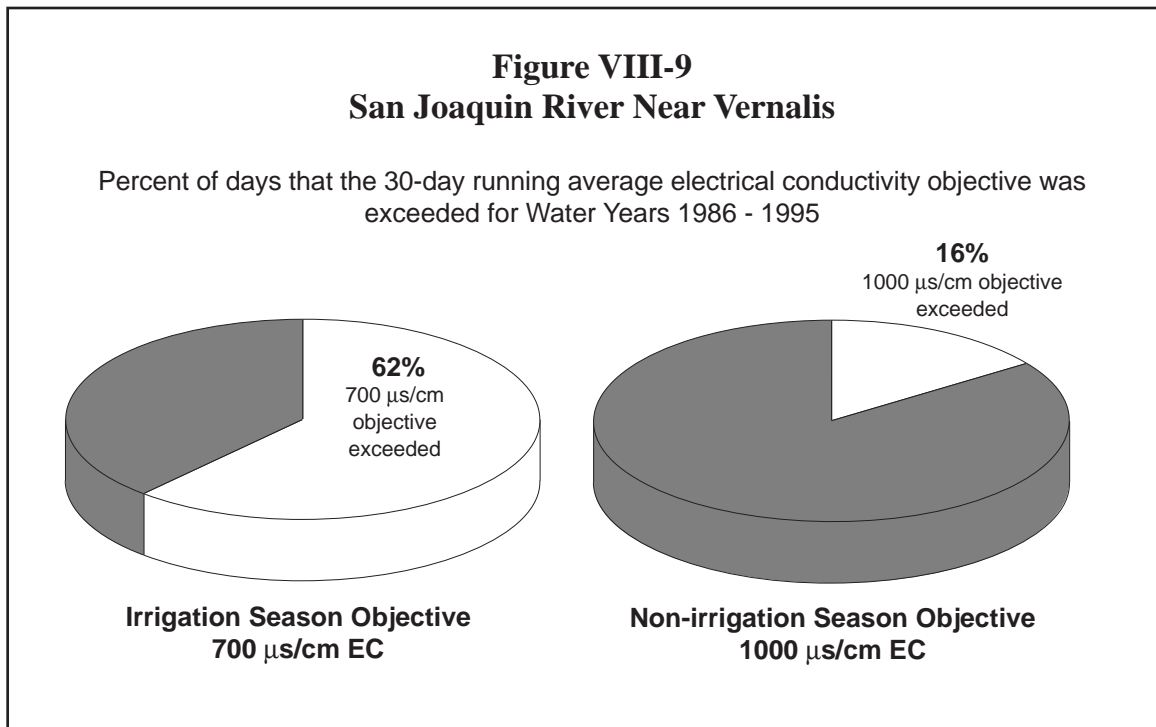 Figure VIII-9
San Joaquin River Near Vernalis
Percent of days that the 30-day running average electrical conductivity objective was
exceeded for Water Years 1986 - 1995
62%
700 μs/cm
objective
exceeded
Irrigation Season Objective
700 μs/cm EC
16%
1000 μs/cm objective
exceeded
Non-irrigation Season Objective
1000 μs/cm EC